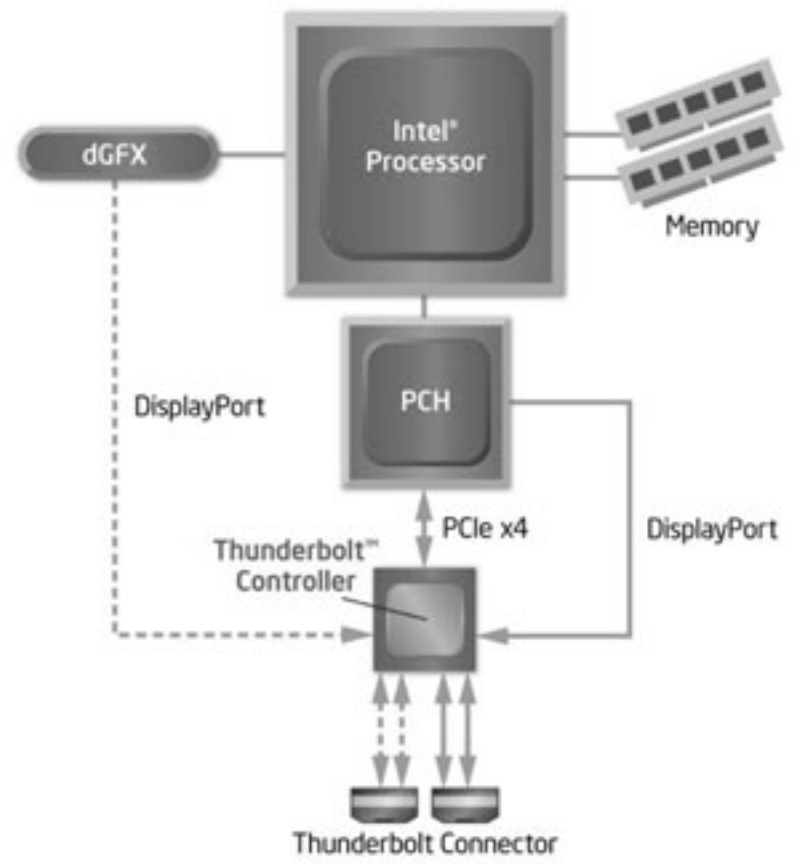 Intel®
Processor
dGFX
Memory
PCH
DisplayPort
PCIe x4
DisplayPort
Thunderbolt™
Controller
Thunderbolt Connector